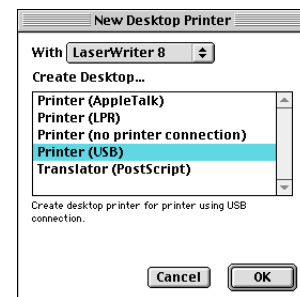 New Desktop Printer
With LaserWriter 8
Create Desktop...
Printer (AppleTalk)
Printer (LPR)
Printer (no printer connection)
Printer (USB)
Translator (PostScript)
Create desktop printer for printer using USB
connection.
Cancel OK